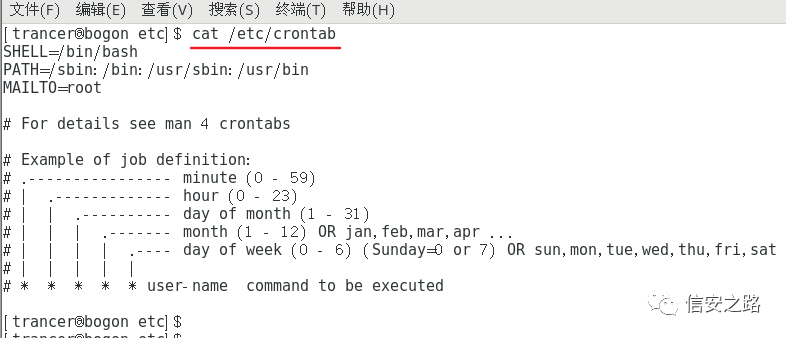 文件(F)  编辑(E)  查看(V)  搜索(S)  终端(T)  帮助(H)
[trancer@bogon etc]$ cat /etc/crontab
SHELL=/bin/bash
PATH=/sbin:/bin:/usr/sbin:/usr/bin
MAILTO=root
# For details see man 4 crontabs
# Example of job definition:
# .---------------- minute (0 - 59)
# |  .------------- hour (0 - 23)
# |  |  .---------- day of month (1 - 31)
# |  |  |  .------- month (1 - 12) OR jan,feb,mar,apr ...
# |  |  |  |  .---- day of week (0 - 6) (Sunday=0 or 7) OR sun,mon,tue,wed,thu,fri,sat
# |  |  |  |  |
# *  *  *  *  * user-name  command to be executed
信安之路
[trancer@bogon etc]$
[trancer@bogon etc]$